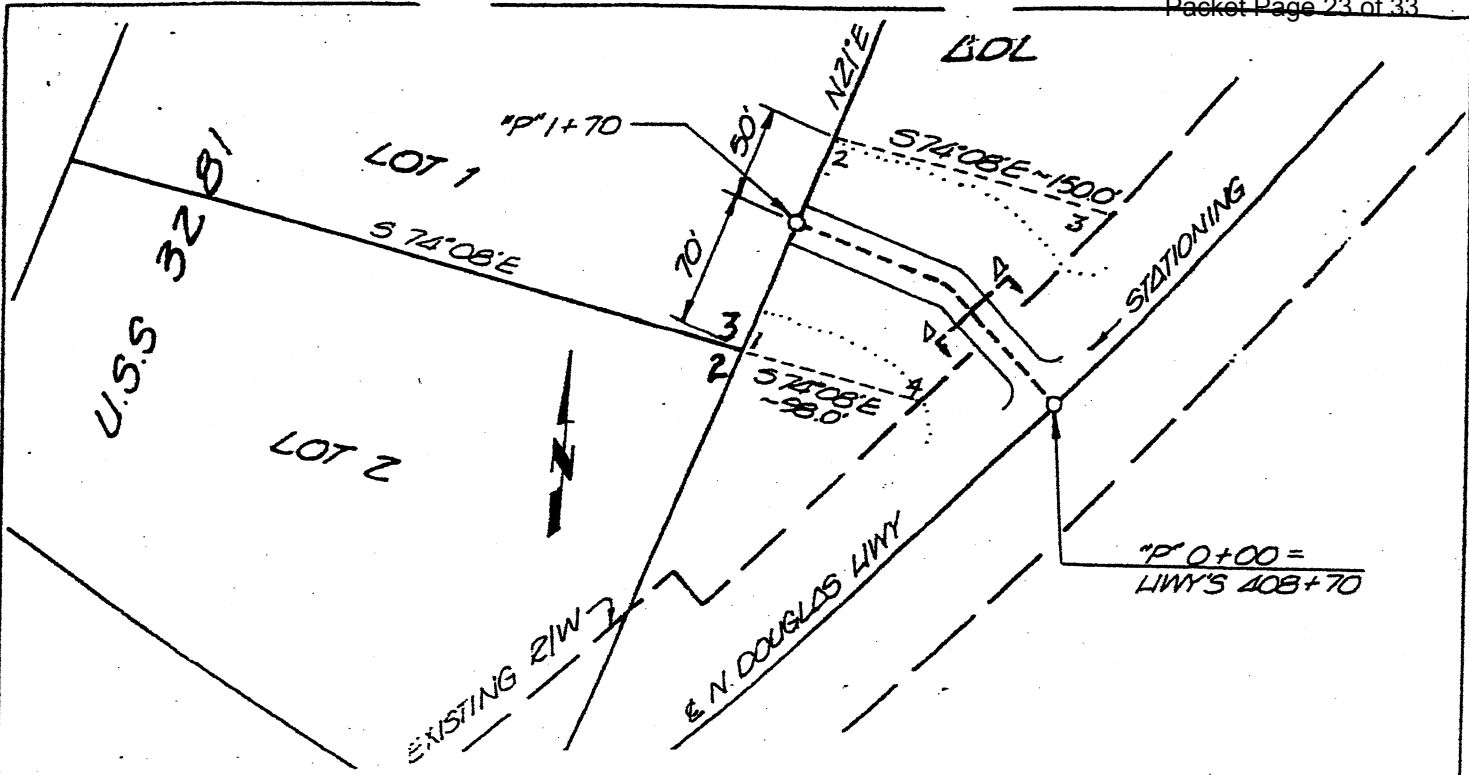 Packet Page 23 of 33
ADL
N21°E
"P" 1+70
50'
LOT 1
2
S74°08'E ~150.0'
3
U.S.S 3281
S 74°08'E
70'
A
STATIONING
3
1
2
A
S 74°08'E
~98.0'
4
N
LOT 2
"P" 0+00 =
HWY'S 408+70
EXISTING R/W
℄ N. DOUGLAS HWY